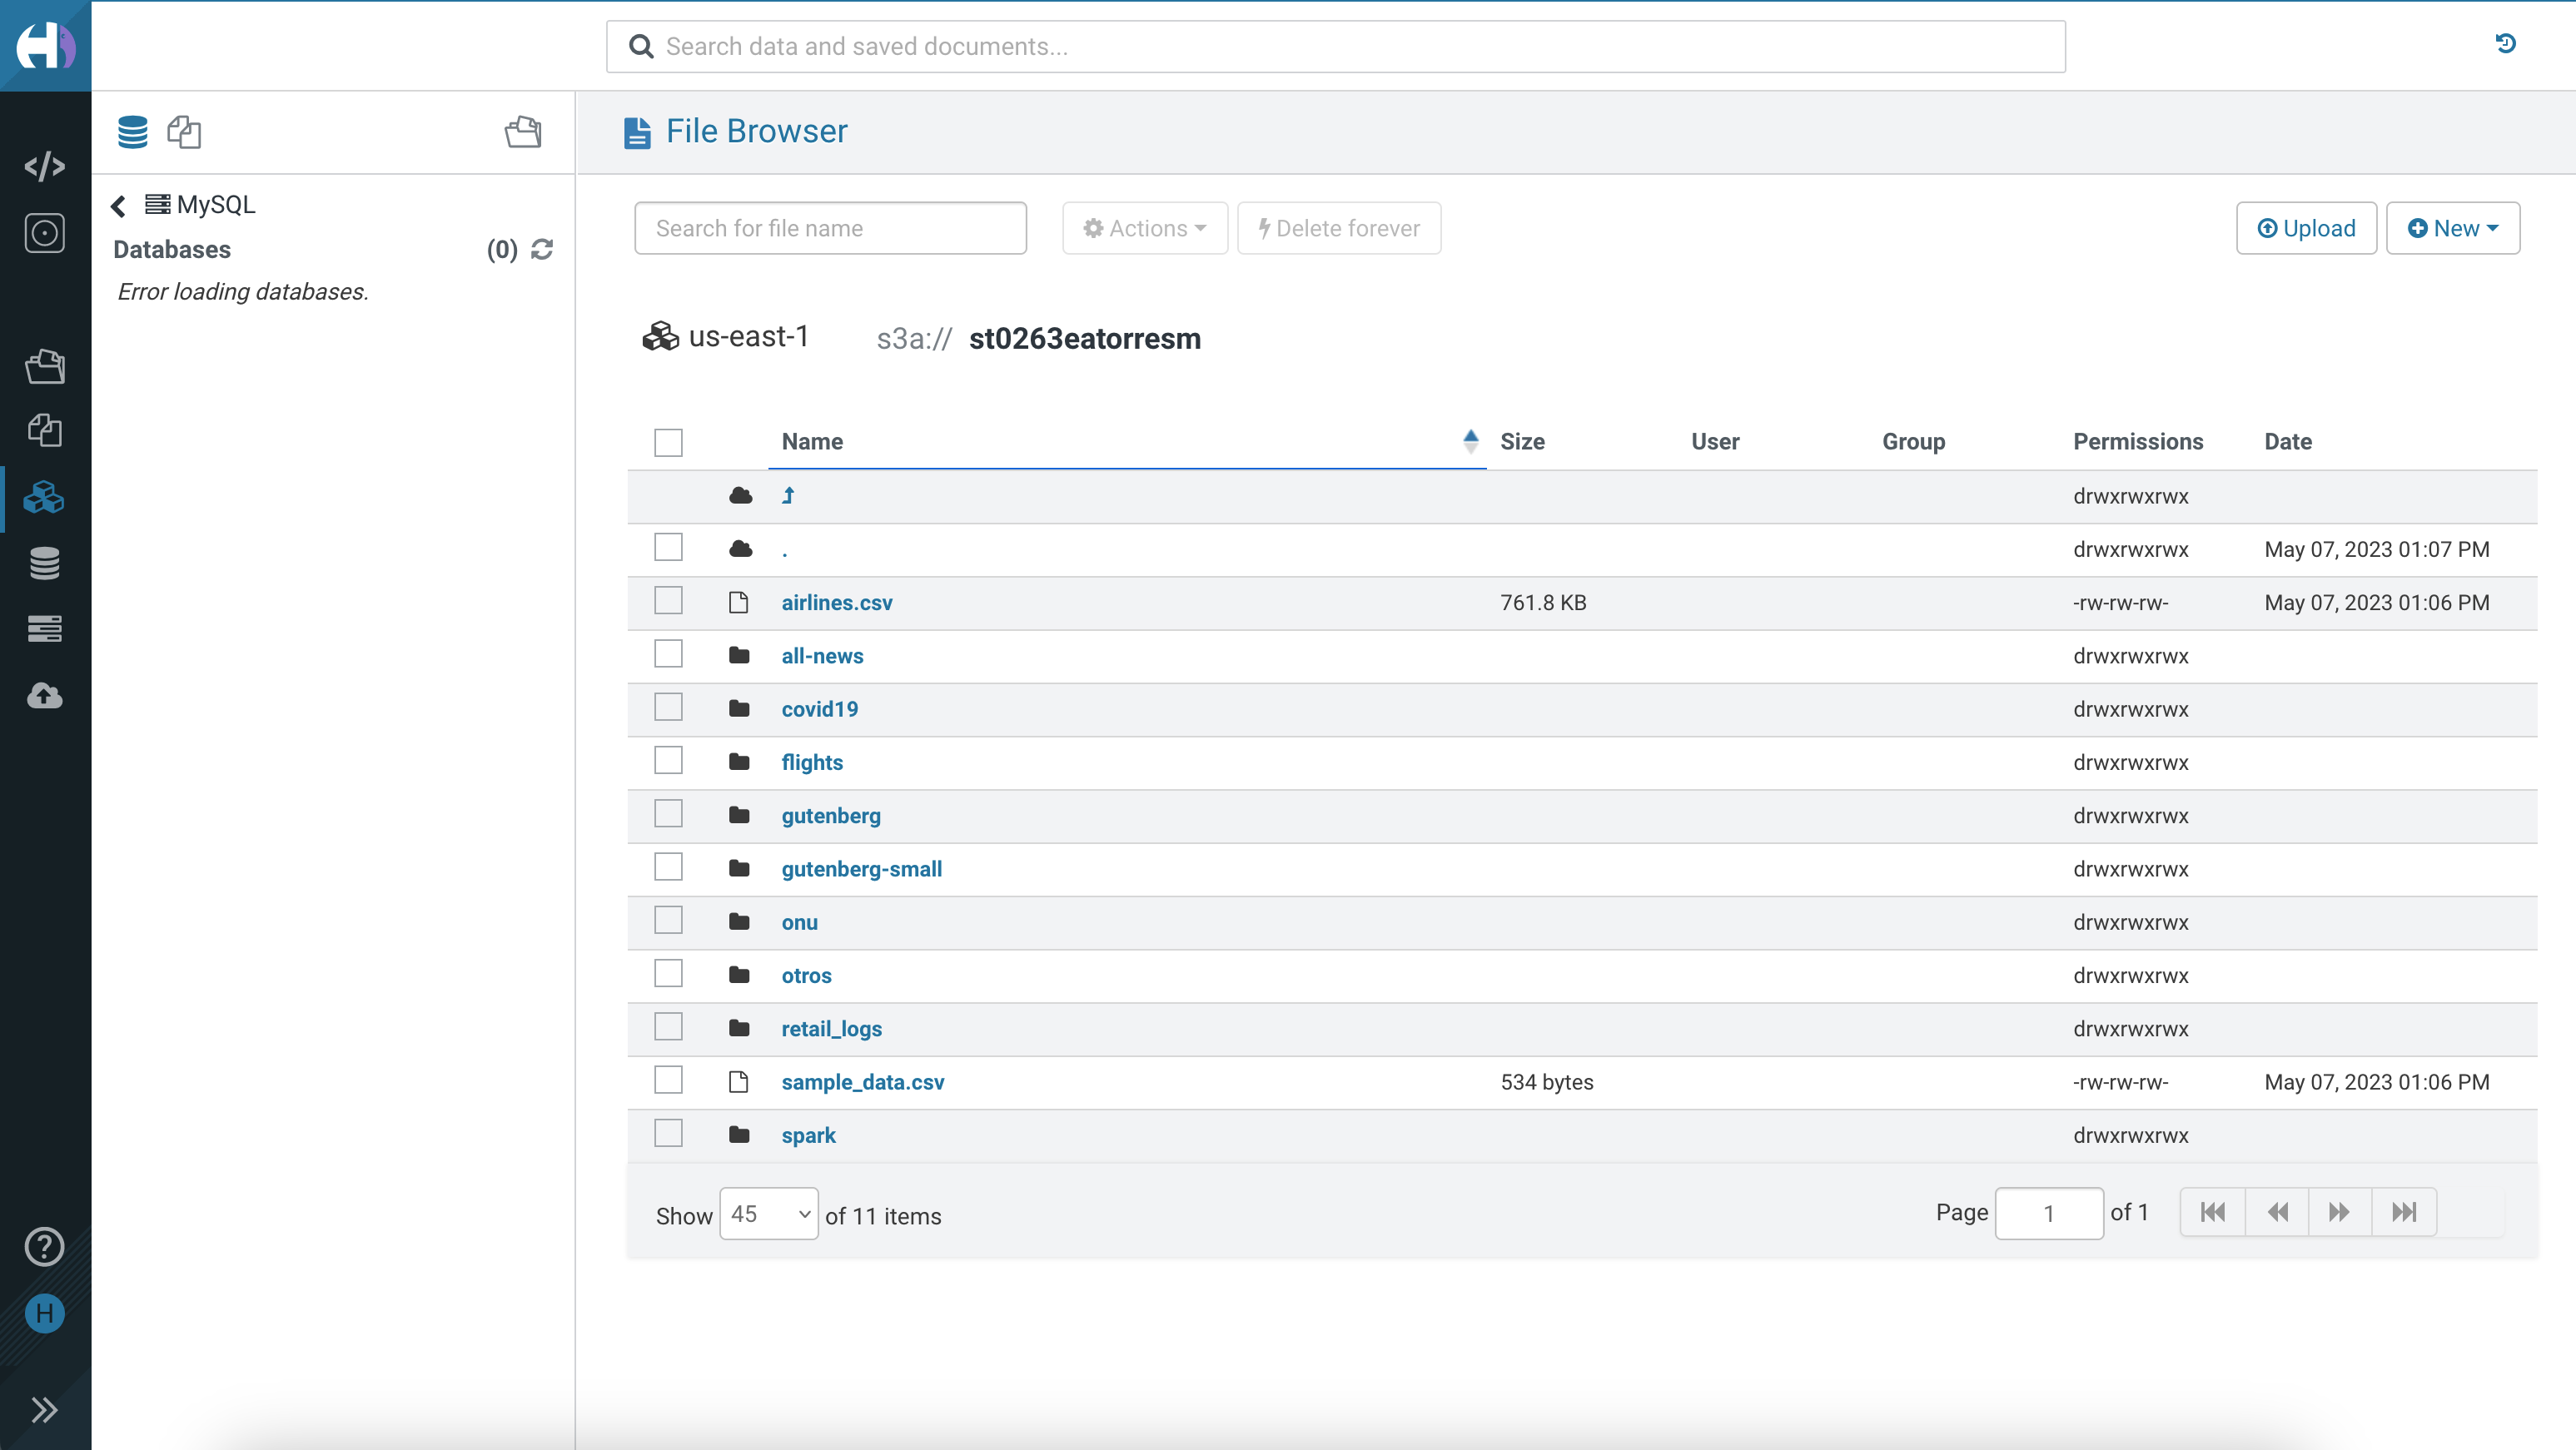 Search data and saved documents...
File Browser
MySQL
Databases (0)
Error loading databases.
Search for file name Actions Delete forever Upload New
us-east-1 s3a:// st0263eatorresm
Name Size User Group Permissions Date
drwxrwxrwx
. drwxrwxrwx May 07, 2023 01:07 PM
airlines.csv 761.8 KB -rw-rw-rw- May 07, 2023 01:06 PM
all-news drwxrwxrwx
covid19 drwxrwxrwx
flights drwxrwxrwx
gutenberg drwxrwxrwx
gutenberg-small drwxrwxrwx
onu drwxrwxrwx
otros drwxrwxrwx
retail_logs drwxrwxrwx
sample_data.csv 534 bytes -rw-rw-rw- May 07, 2023 01:06 PM
spark drwxrwxrwx
Show 45 of 11 items Page 1 of 1
H